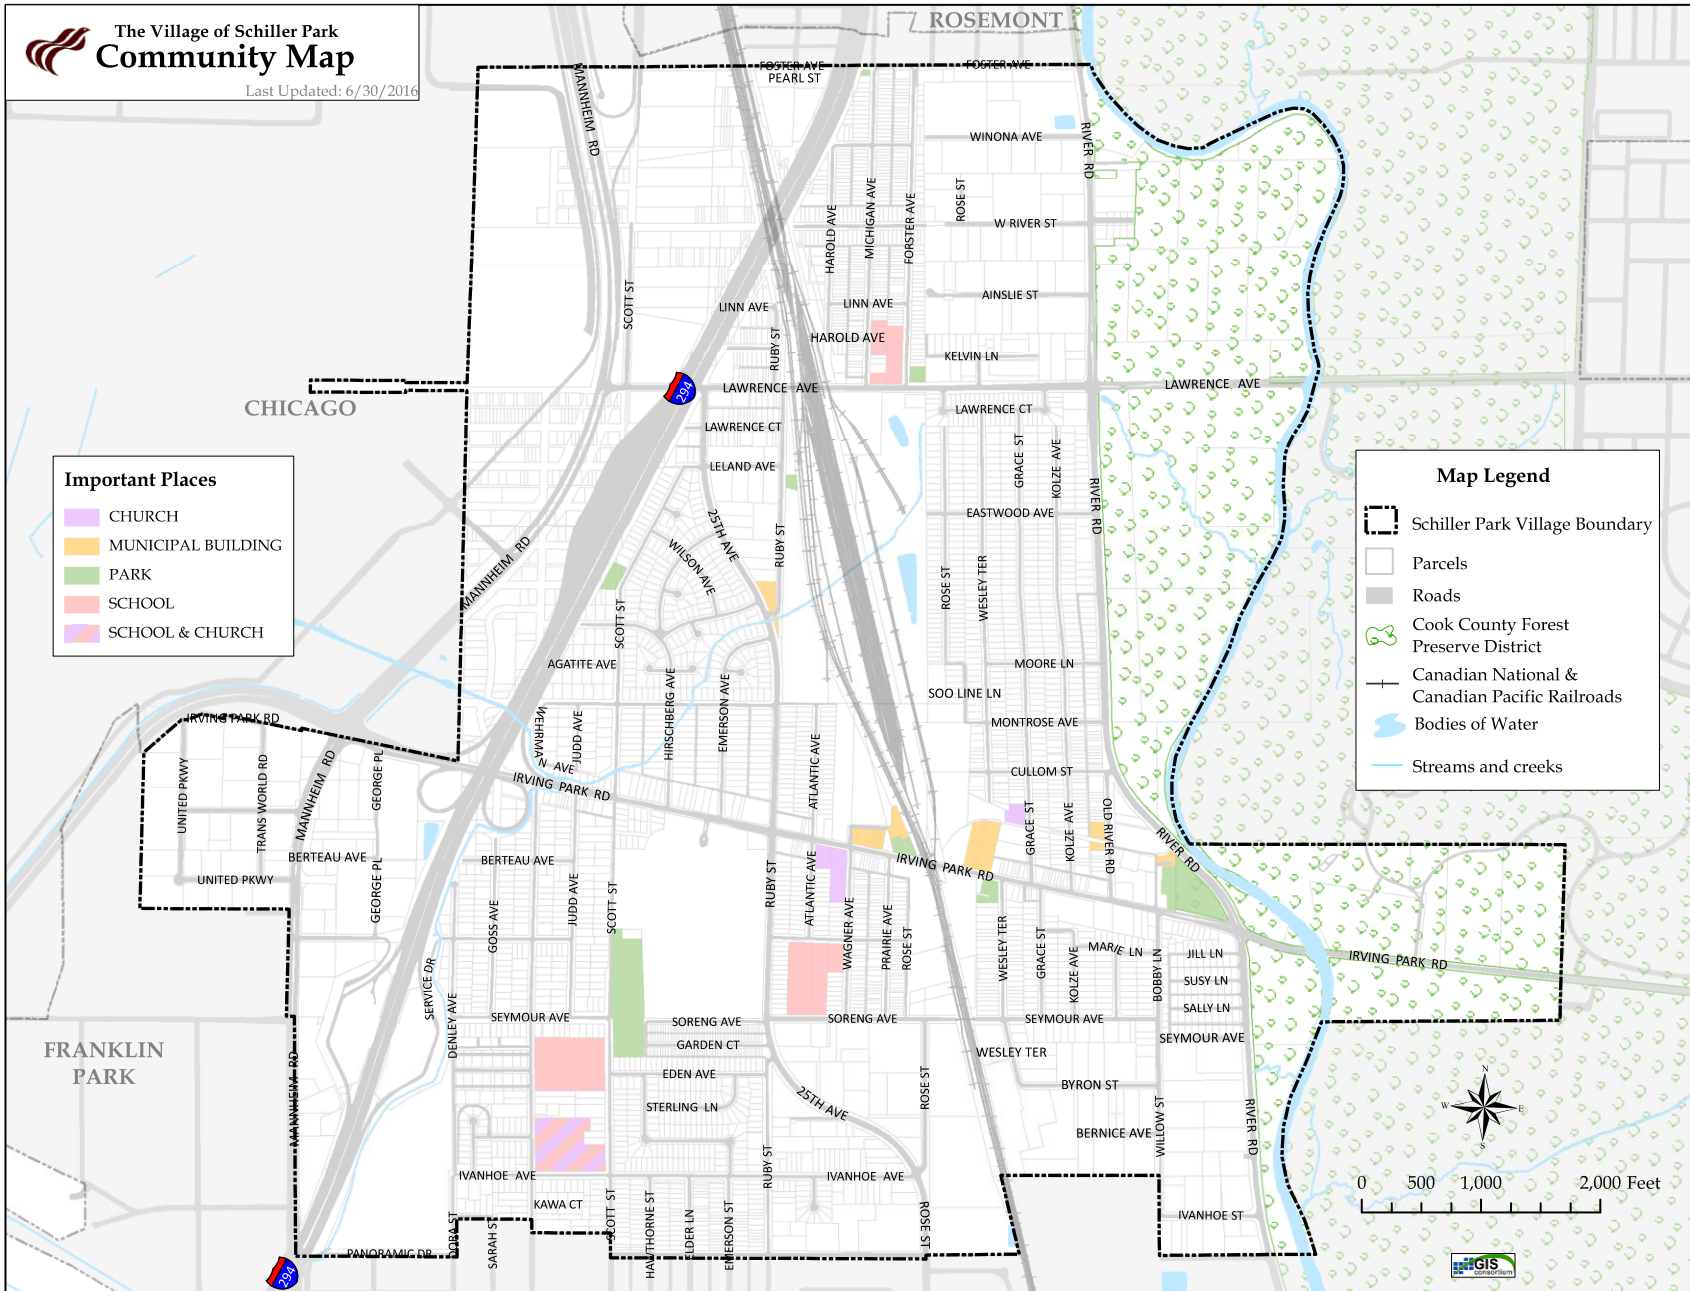 The Village of Schiller Park
Community Map
Last Updated: 6/30/2016
ROSEMONT
CHICAGO
FRANKLIN
PARK
Important Places
CHURCH
MUNICIPAL BUILDING
PARK
SCHOOL
SCHOOL & CHURCH
Map Legend
Schiller Park Village Boundary
Parcels
Roads
Cook County Forest
Preserve District
Canadian National &
Canadian Pacific Railroads
Bodies of Water
Streams and creeks
FOSTER AVE
PEARL ST
FOSTER AVE
MANNHEIM RD
WINONA AVE
RIVER RD
ROSE ST
MICHIGAN AVE
FORSTER AVE
HAROLD AVE
W RIVER ST
SCOTT ST
LINN AVE
LINN AVE
AINSLIE ST
RUBY ST
HAROLD AVE
KELVIN LN
294
LAWRENCE AVE
LAWRENCE AVE
LAWRENCE CT
LAWRENCE CT
LELAND AVE
GRACE ST
KOLZE AVE
RIVER RD
25TH AVE
RUBY ST
EASTWOOD AVE
MANNHEIM RD
WILSON AVE
ROSE ST
WESLEY TER
SCOTT ST
AGATITE AVE
MOORE LN
SOO LINE LN
HIRSCHBERG AVE
EMERSON AVE
MONTROSE AVE
IRVING PARK RD
WEHRMAN AVE
JUDD AVE
ATLANTIC AVE
CULLOM ST
UNITED PKWY
TRANS WORLD RD
MANNHEIM RD
GEORGE PL
IRVING PARK RD
GRACE ST
KOLZE AVE
OLD RIVER RD
RIVER RD
BERTEAU AVE
BERTEAU AVE
UNITED PKWY
GEORGE PL
IRVING PARK RD
RUBY ST
ATLANTIC AVE
JUDD AVE
SCOTT ST
GOSS AVE
WAGNER AVE
PRAIRIE AVE
ROSE ST
WESLEY TER
GRACE ST
KOLZE AVE
MARIE LN
BOBBY LN
JILL LN
SUSY LN
SALLY LN
IRVING PARK RD
SERVICE DR
DENLEY AVE
SEYMOUR AVE
SORENG AVE
SORENG AVE
SEYMOUR AVE
SEYMOUR AVE
GARDEN CT
WESLEY TER
EDEN AVE
BYRON ST
MANNHEIM RD
STERLING LN
25TH AVE
ROSE ST
BERNICE AVE
WILLOW ST
RIVER RD
IVANHOE AVE
RUBY ST
IVANHOE AVE
KAWA CT
SCOTT ST
HAWTHORNE ST
ELDER LN
EMERSON ST
ROSE ST
IVANHOE ST
DORA ST
SARAH ST
PANORAMIC DR
294
N
W
E
S
0 500 1,000 2,000 Feet
GIS
consortium